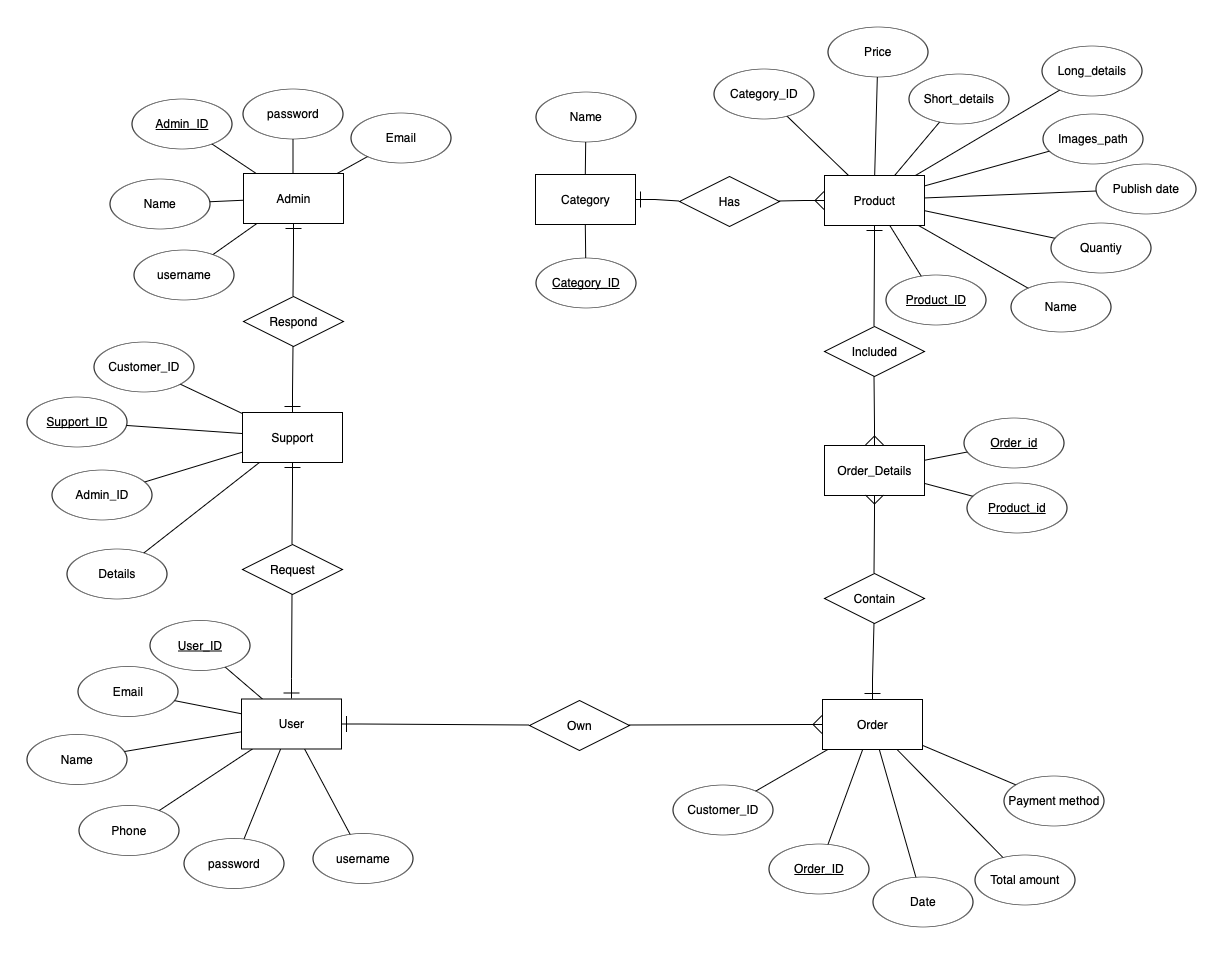 Price
Long_details
Category_ID
Short_details
password
Name
Admin_ID
Email
Images_path
Publish date
Admin
Category
Has
Product
Name
Quantiy
username
Category_ID
Product_ID
Name
Respond
Included
Customer_ID
Support_ID
Support
Order_id
Order_Details
Admin_ID
Product_id
Request
Details
Contain
User_ID
Email
User
Own
Order
Name
Payment method
Customer_ID
Phone
username
password
Order_ID
Total amount
Date